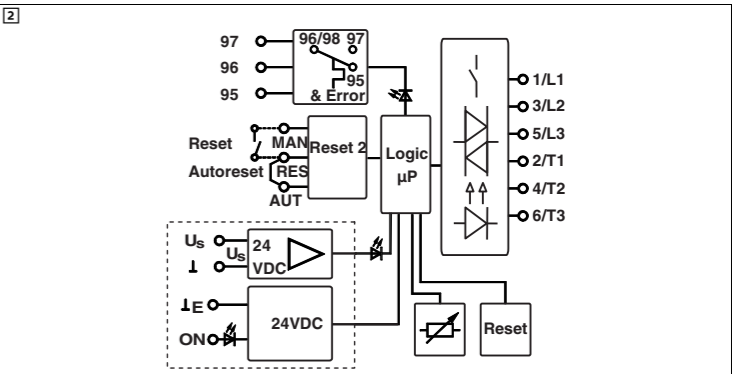 2
97
96
95
96/98 97
95
& Error
Reset
Autoreset
MAN
RES
AUT
Reset 2
Logic
µP
1/L1
3/L2
5/L3
2/T1
4/T2
6/T3
Us
Us
24
VDC
E
ON
24VDC
Reset